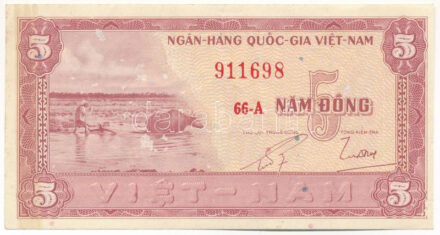 5 NGÂN-HÀNG QUỐC-GIA VIỆT-NAM 5
911698
66-A NĂM ĐỒNG
5
5 VIỆT-NAM 5